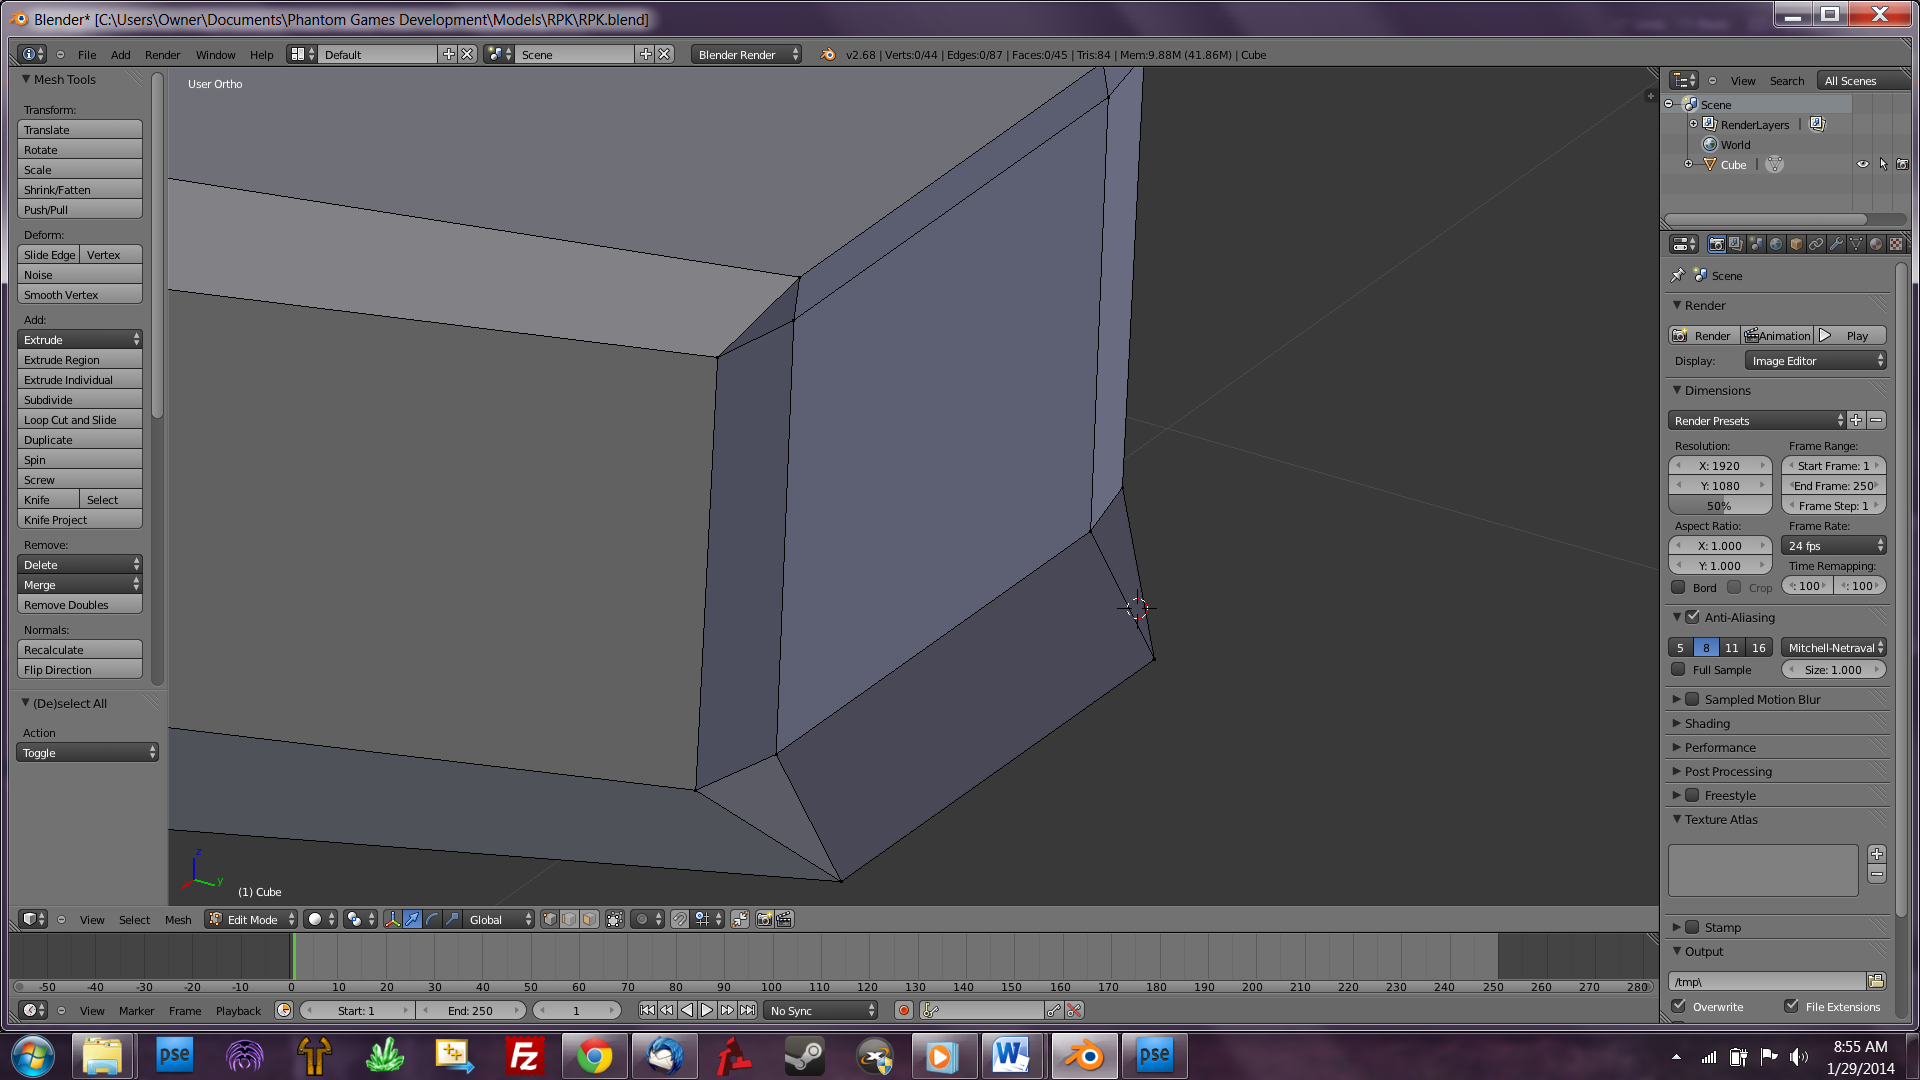 Blender* [C:\Users\Owner\Documents\Phantom Games Development\Models\RPK\RPK.blend]
File Add Render Window Help Default Scene Blender Render v2.68 | Verts:0/44 | Edges:0/87 | Faces:0/45 | Tris:84 | Mem:9.88M (41.86M) | Cube
Mesh Tools
Transform:
Translate
Rotate
Scale
Shrink/Fatten
Push/Pull
Deform:
Slide Edge Vertex
Noise
Smooth Vertex
Add:
Extrude
Extrude Region
Extrude Individual
Subdivide
Loop Cut and Slide
Duplicate
Spin
Screw
Knife Select
Knife Project
Remove:
Delete
Merge
Remove Doubles
Normals:
Recalculate
Flip Direction
(De)select All
Action
Toggle
User Ortho
z
y
(1) Cube
View Select Mesh Edit Mode Global
-50 -40 -30 -20 -10 0 10 20 30 40 50 60 70 80 90 100 110 120 130 140 150 160 170 180 190 200 210 220 230 240 250 260 270 280
View Marker Frame Playback Start: 1 End: 250 1 No Sync
View Search All Scenes
Scene
RenderLayers |
World
Cube |
Scene
Render
Render Animation Play
Display: Image Editor
Dimensions
Render Presets
Resolution: Frame Range:
X: 1920 Start Frame: 1
Y: 1080 End Frame: 250
50% Frame Step: 1
Aspect Ratio: Frame Rate:
X: 1.000 24 fps
Y: 1.000 Time Remapping:
Bord Crop : 100 : 100
Anti-Aliasing
5 8 11 16 Mitchell-Netraval
Full Sample Size: 1.000
Sampled Motion Blur
Shading
Performance
Post Processing
Freestyle
Texture Atlas
Stamp
Output
/tmp\
Overwrite File Extensions
pse
Fz
W
pse
8:55 AM
1/29/2014